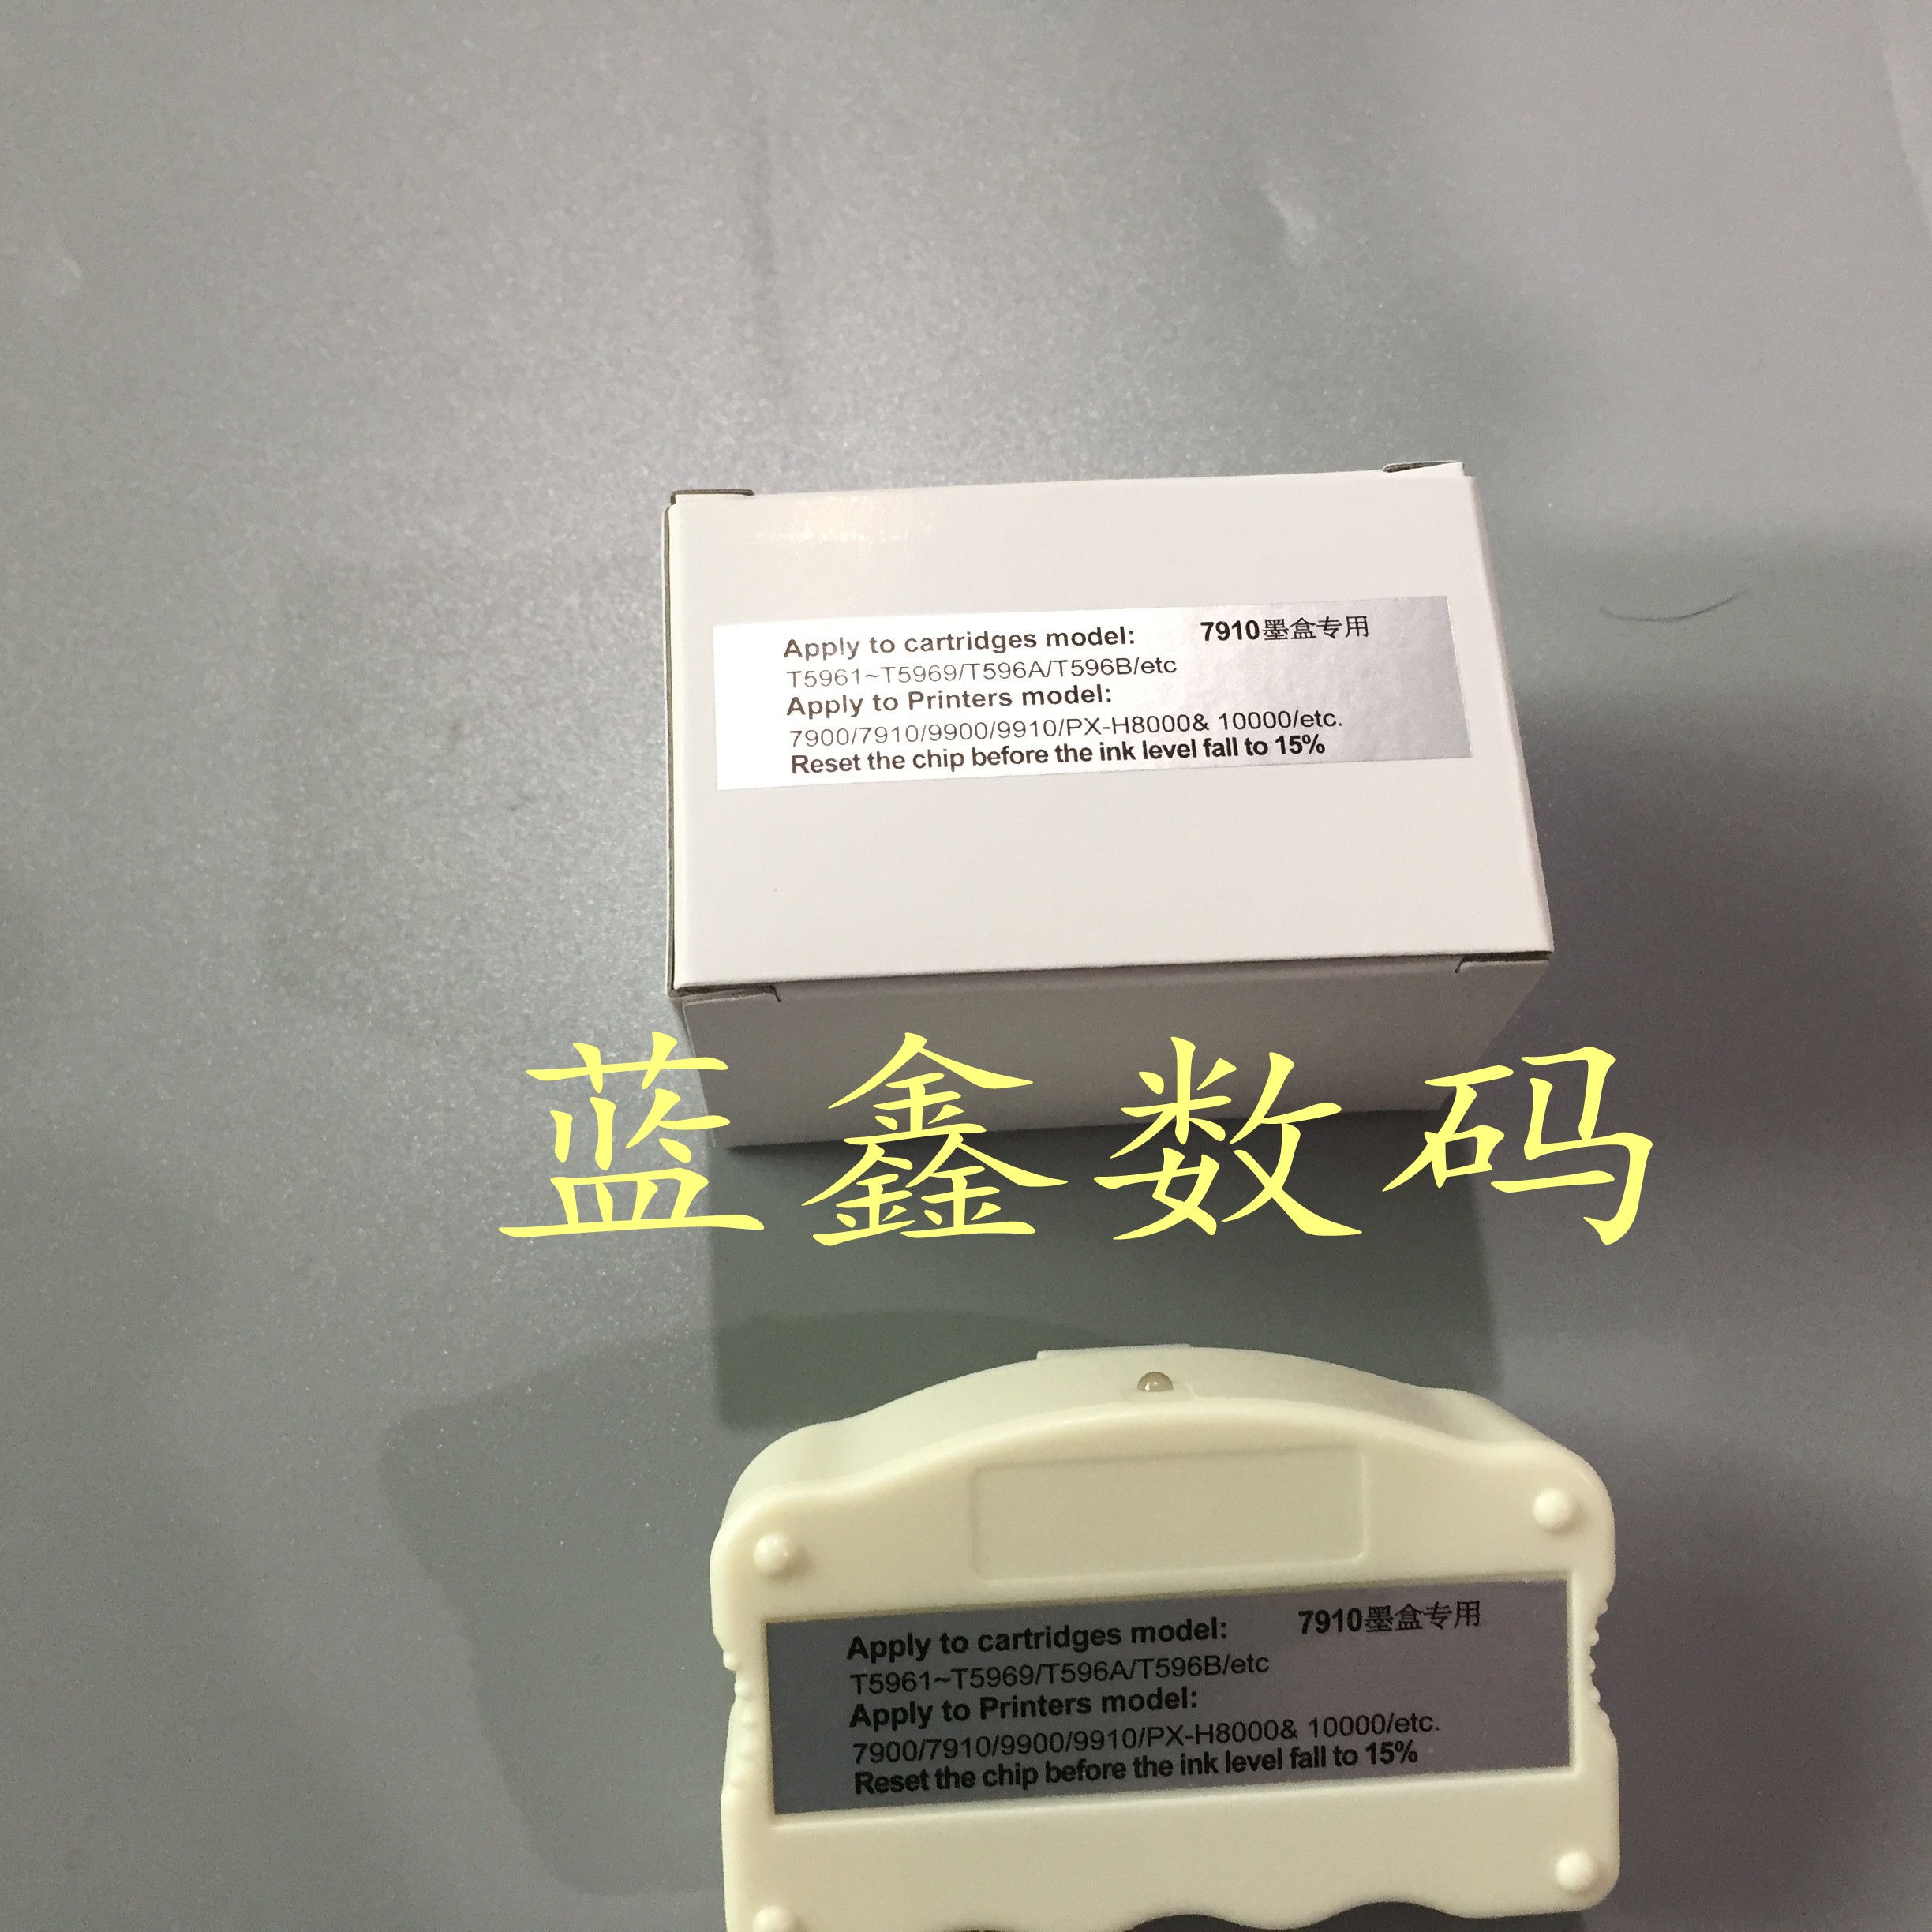 Apply to cartridges model: 7910墨盒专用
T5961~T5969/T596A/T596B/etc
Apply to Printers model:
7900/7910/9900/9910/PX-H8000& 10000/etc.
Reset the chip before the ink level fall to 15%
蓝鑫数码
Apply to cartridges model: 7910墨盒专用
T5961~T5969/T596A/T596B/etc
Apply to Printers model:
7900/7910/9900/9910/PX-H8000& 10000/etc.
Reset the chip before the ink level fall to 15%